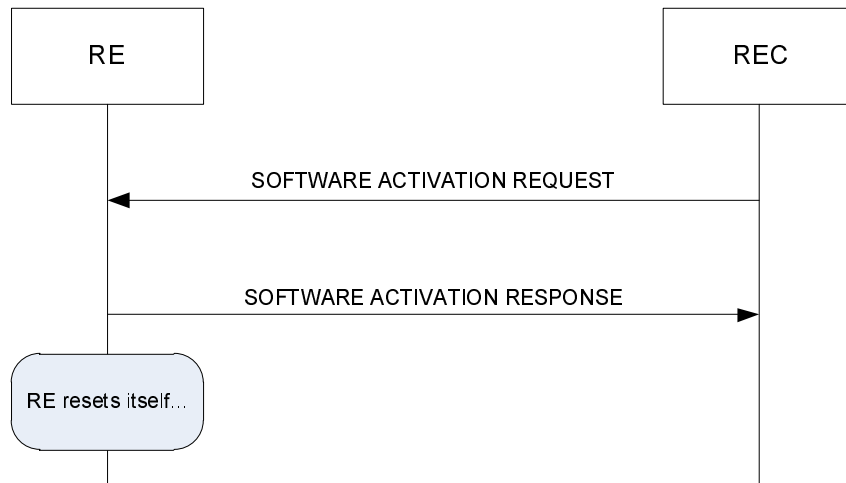 RE
REC
SOFTWARE ACTIVATION REQUEST
SOFTWARE ACTIVATION RESPONSE
RE resets itself...